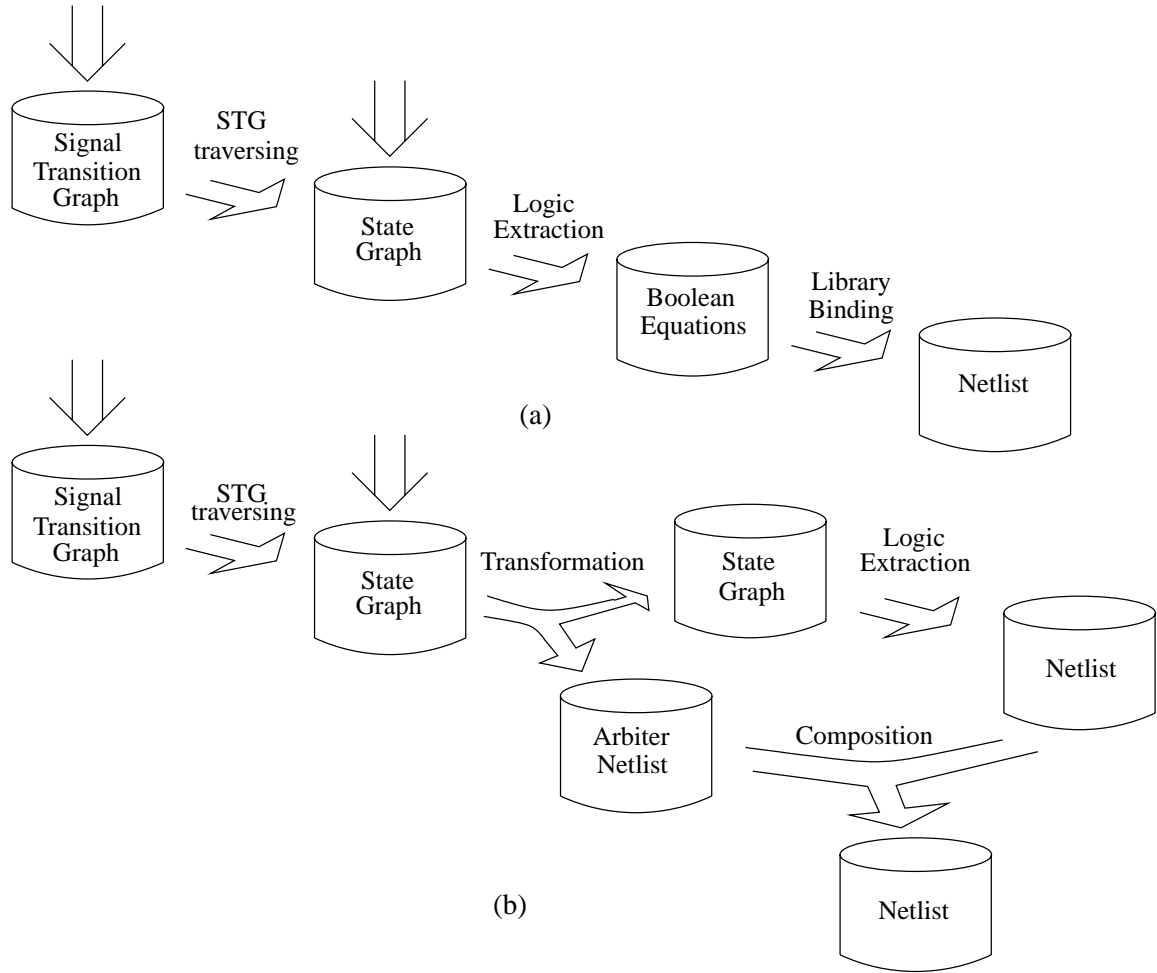 Signal
Transition
Graph
STG
traversing
State
Graph
Logic
Extraction
Boolean
Equations
Library
Binding
Netlist
(a)
Signal
Transition
Graph
STG
traversing
State
Graph
Transformation
State
Graph
Logic
Extraction
Netlist
Arbiter
Netlist
Composition
Netlist
(b)